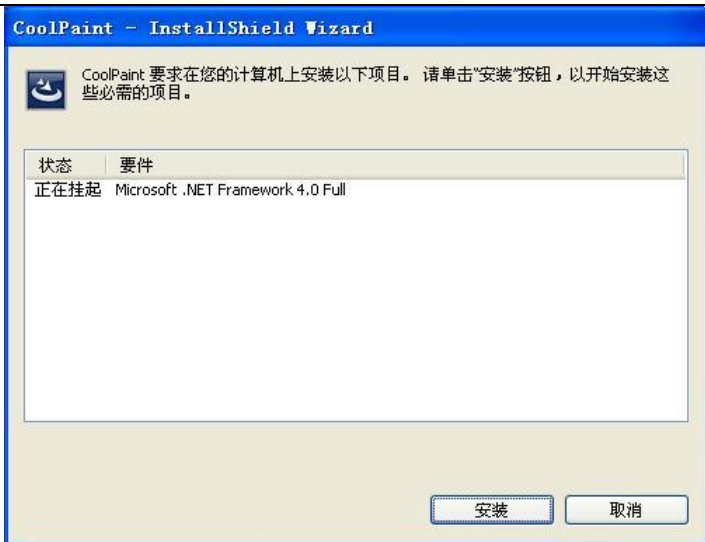 CoolPaint - InstallShield Wizard
CoolPaint 要求在您的计算机上安装以下项目。 请单击"安装"按钮，以开始安装这
些必需的项目。
状态 要件
正在挂起 Microsoft .NET Framework 4.0 Full
安装 取消